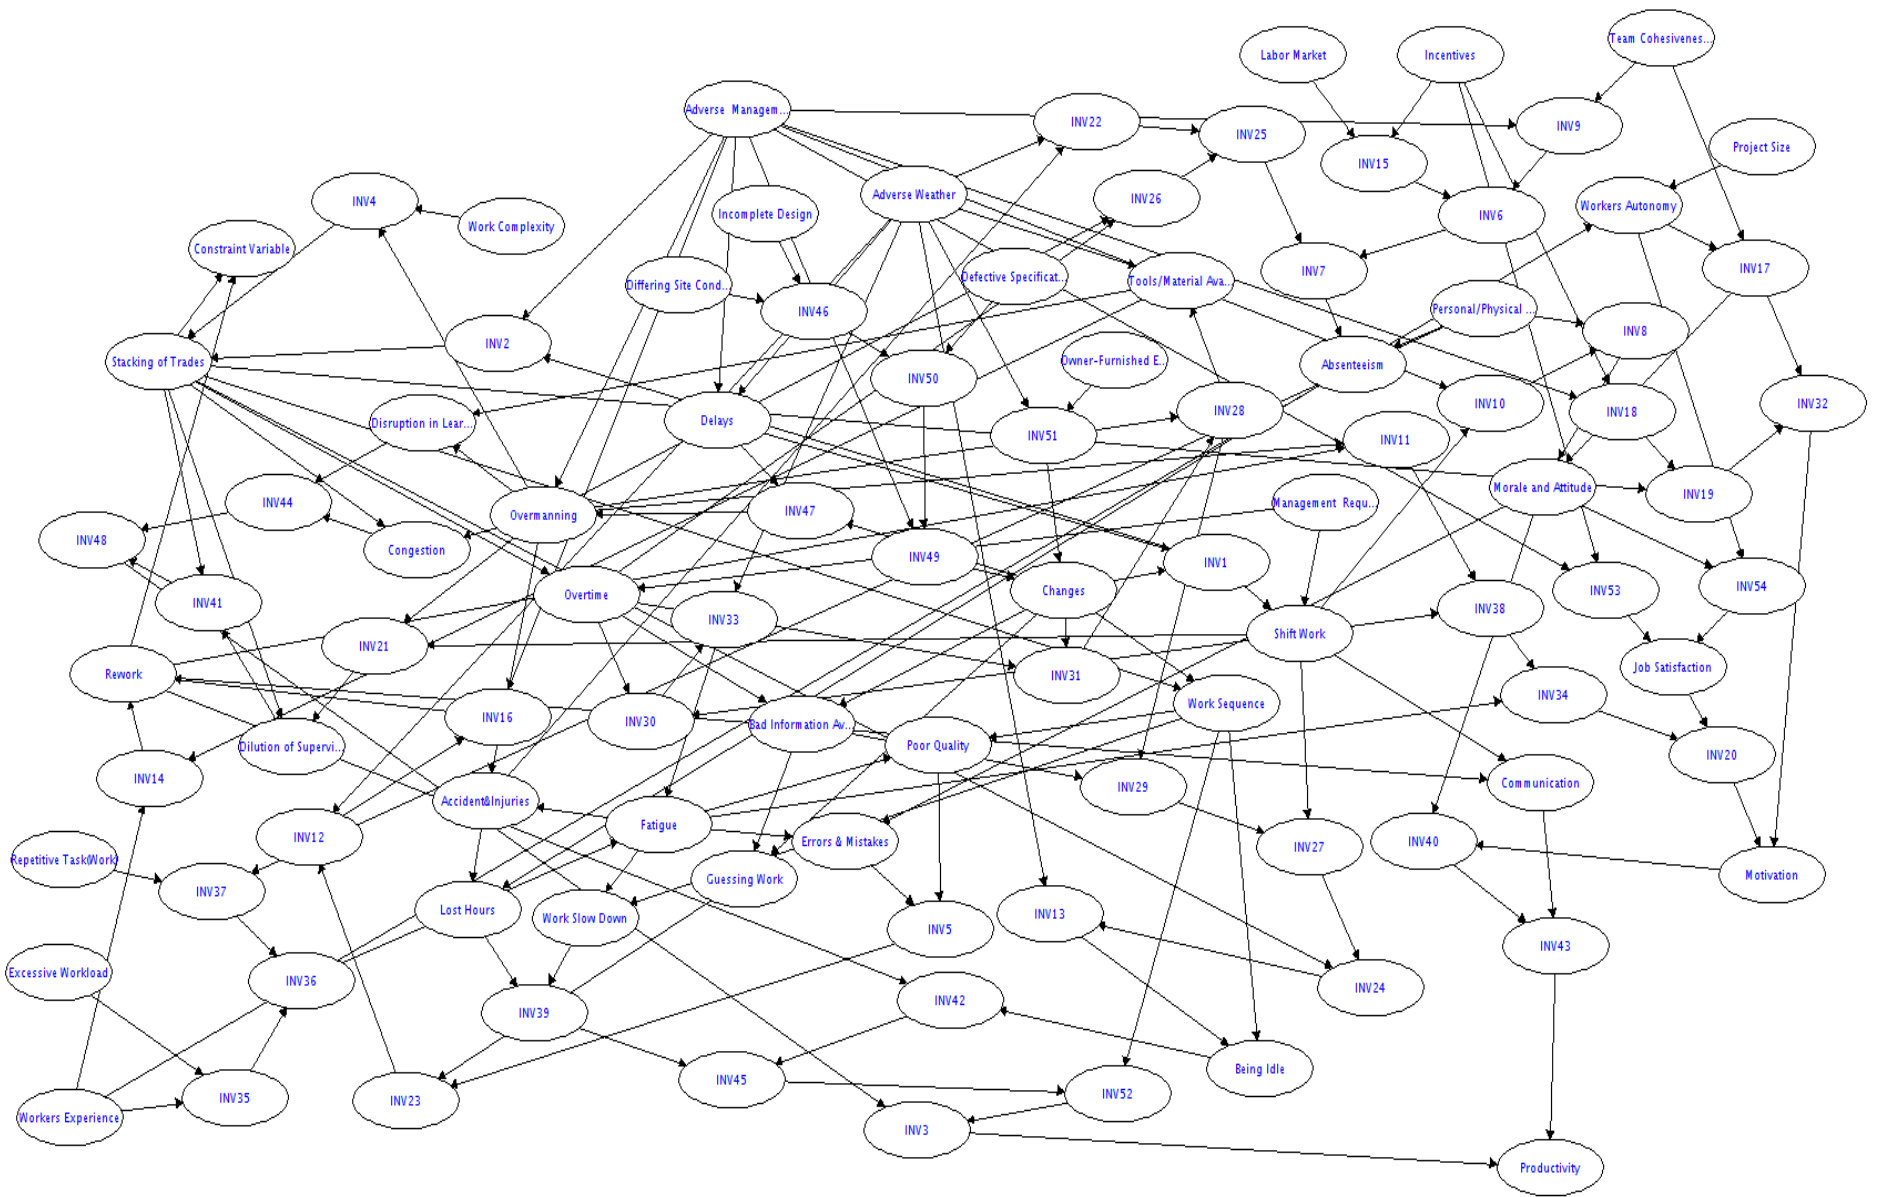 Team Cohesivenes...
Labor Market
Incentives
Adverse Managem...
INV22
INV25
INV9
Project Size
INV15
Adverse Weather
INV4
INV26
Incomplete Design
Workers Autonomy
INV6
Work Complexity
Constraint Variable
INV7
INV17
Defective Specificat...
Tools/Material Ava...
Differing Site Cond...
Personal/Physical ...
INV46
INV8
INV2
Stacking of Trades
Owner-Furnished E...
Absenteeism
INV50
INV10
INV32
INV28
INV18
Disruption in Lear...
Delays
INV51
INV11
Morale and Attitude
INV19
INV44
Management Requ...
INV47
Overmanning
INV48
Congestion
INV49
INV1
INV53
INV54
Changes
Overtime
INV41
INV38
INV33
Shift Work
INV21
Job Satisfaction
Rework
INV31
INV34
Work Sequence
INV16
INV30
Bad Information Av...
Dilution of Supervi...
Poor Quality
INV20
INV14
INV29
Communication
Accident&Injuries
Fatigue
INV12
Errors & Mistakes
INV27
INV40
Repetitive Task(Work)
Motivation
Guessing Work
INV37
Lost Hours
Work Slow Down
INV13
INV5
INV43
Excessive Workload
INV36
INV24
INV42
INV39
Being Idle
INV45
INV52
INV35
INV23
Workers Experience
INV3
Productivity